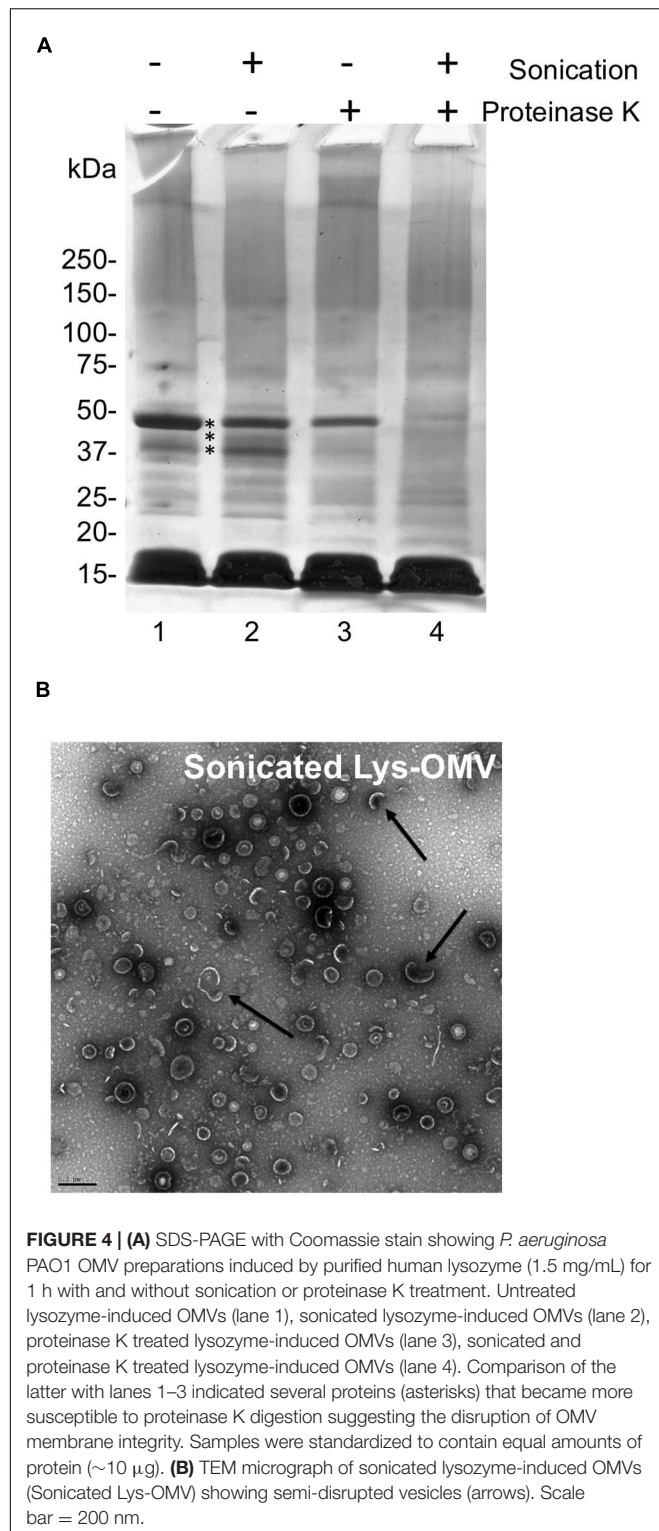 A
- + - + Sonication
- - + + Proteinase K
kDa
250-
150-
100-
75-
50-
*
*
37- *
25-
20-
15-
1 2 3 4
B
Sonicated Lys-OMV
0.2 µm
FIGURE 4 | (A) SDS-PAGE with Coomassie stain showing P. aeruginosa
PAO1 OMV preparations induced by purified human lysozyme (1.5 mg/mL) for
1 h with and without sonication or proteinase K treatment. Untreated
lysozyme-induced OMVs (lane 1), sonicated lysozyme-induced OMVs (lane 2),
proteinase K treated lysozyme-induced OMVs (lane 3), sonicated and
proteinase K treated lysozyme-induced OMVs (lane 4). Comparison of the
latter with lanes 1–3 indicated several proteins (asterisks) that became more
susceptible to proteinase K digestion suggesting the disruption of OMV
membrane integrity. Samples were standardized to contain equal amounts of
protein (∼10 μg). (B) TEM micrograph of sonicated lysozyme-induced OMVs
(Sonicated Lys-OMV) showing semi-disrupted vesicles (arrows). Scale
bar = 200 nm.